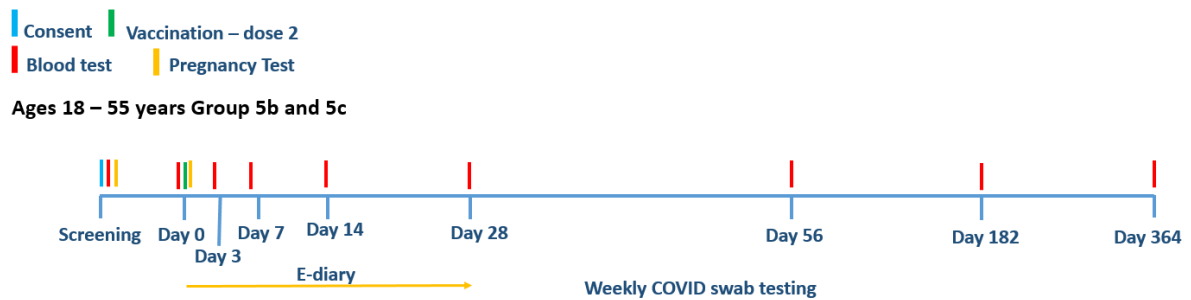 Consent Vaccination – dose 2
Blood test Pregnancy Test
Ages 18 – 55 years Group 5b and 5c
Screening Day 0 Day 3 Day 7 Day 14 Day 28 Day 56 Day 182 Day 364
E-diary
Weekly COVID swab testing